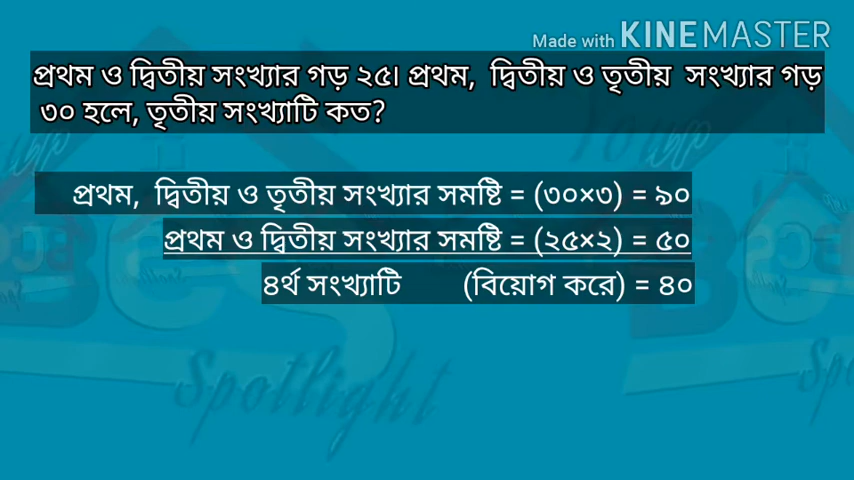 Made with KINEMASTER
প্রথম ও দ্বিতীয় সংখ্যার গড় ২৫। প্রথম, দ্বিতীয় ও তৃতীয় সংখ্যার গড়
৩০ হলে, তৃতীয় সংখ্যাটি কত?
প্রথম, দ্বিতীয় ও তৃতীয় সংখ্যার সমষ্টি = (৩০×৩) = ৯০
প্রথম ও দ্বিতীয় সংখ্যার সমষ্টি = (২৫×২) = ৫০
৪র্থ সংখ্যাটি (বিয়োগ করে) = ৪০
Spotlight